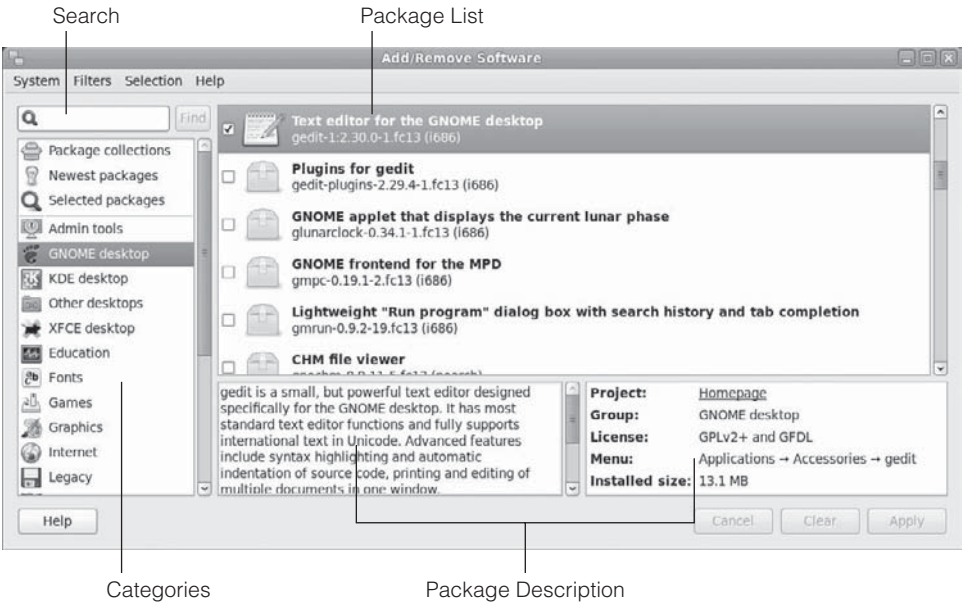 Search
Package List
Add/Remove Software
System Filters Selection Help
Find
Package collections
Newest packages
Selected packages
Admin tools
GNOME desktop
KDE desktop
Other desktops
XFCE desktop
Education
Fonts
Games
Graphics
Internet
Legacy
Text editor for the GNOME desktop
gedit-1:2.30.0-1.fc13 (i686)
Plugins for gedit
gedit-plugins-2.29.4-1.fc13 (i686)
GNOME applet that displays the current lunar phase
glunarclock-0.34.1-1.fc13 (i686)
GNOME frontend for the MPD
gmpc-0.19.1-2.fc13 (i686)
Lightweight "Run program" dialog box with search history and tab completion
gmrun-0.9.2-19.fc13 (i686)
CHM file viewer
gedit is a small, but powerful text editor designed
specifically for the GNOME desktop. It has most
standard text editor functions and fully supports
international text in Unicode. Advanced features
include syntax highlighting and automatic
indentation of source code, printing and editing of
multiple documents in one window.
Project: Homepage
Group: GNOME desktop
License: GPLv2+ and GFDL
Menu: Applications → Accessories → gedit
Installed size: 13.1 MB
Help
Cancel
Clear
Apply
Categories
Package Description